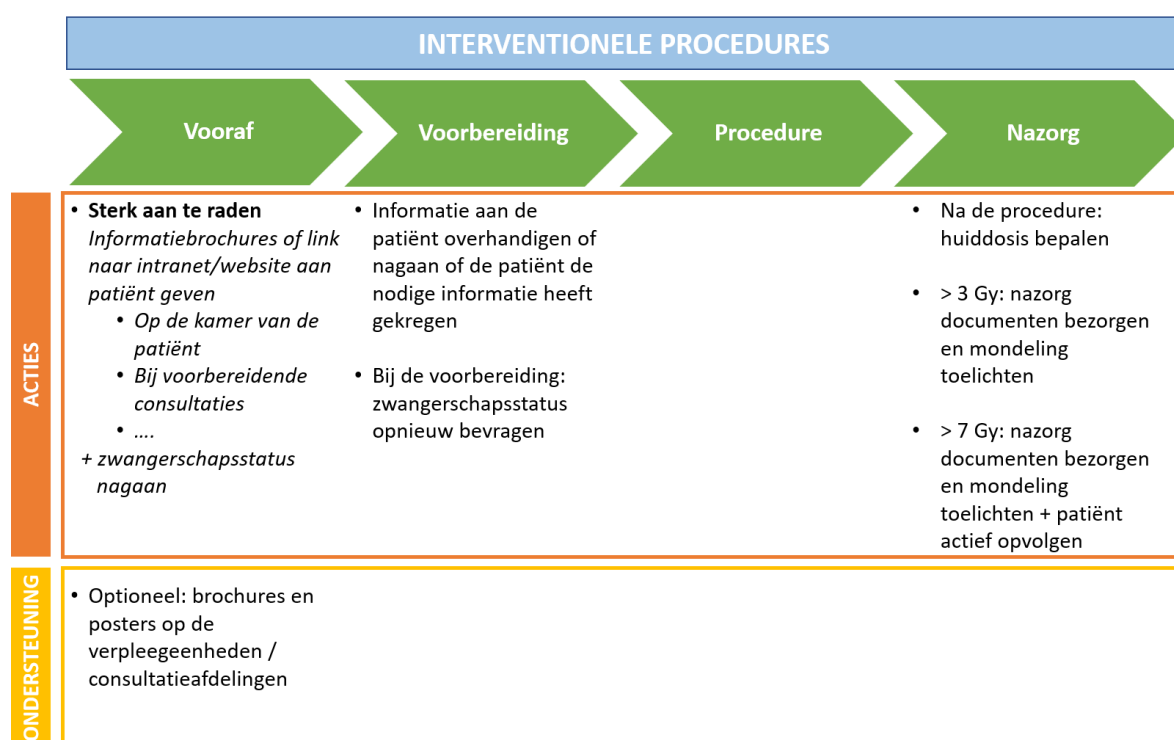 INTERVENTIONELE PROCEDURES
Vooraf
Voorbereiding
Procedure
Nazorg
ACTIES
• Sterk aan te raden
Informatiebrochures of link
naar intranet/website aan
patiënt geven
• Op de kamer van de
patiënt
• Bij voorbereidende
consultaties
• ....
+ zwangerschapsstatus
nagaan
• Informatie aan de
patiënt overhandigen of
nagaan of de patiënt de
nodige informatie heeft
gekregen
• Bij de voorbereiding:
zwangerschapsstatus
opnieuw bevragen
• Na de procedure:
huiddosis bepalen
• > 3 Gy: nazorg
documenten bezorgen
en mondeling
toelichten
• > 7 Gy: nazorg
documenten bezorgen
en mondeling
toelichten + patiënt
actief opvolgen
ONDERSTEUNING
• Optioneel: brochures en
posters op de
verpleegeenheden /
consultatieafdelingen